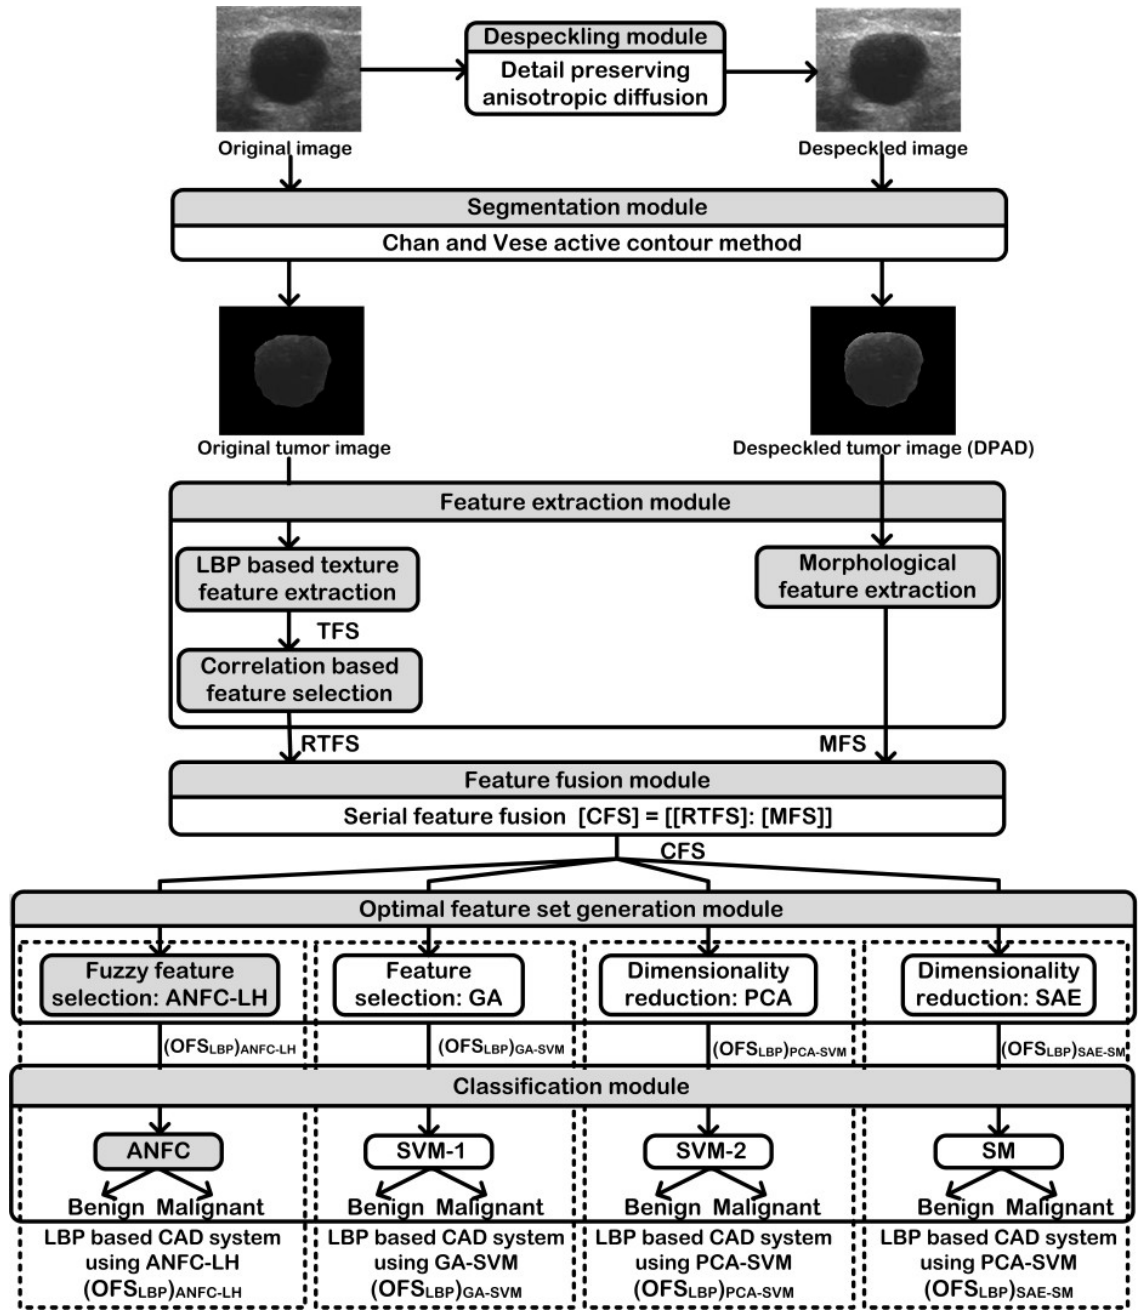 Despeckling module
Detail preserving
anisotropic diffusion
Original image
Despeckled image
Segmentation module
Chan and Vese active contour method
Original tumor image
Despeckled tumor image (DPAD)
Feature extraction module
LBP based texture
feature extraction
Morphological
feature extraction
TFS
Correlation based
feature selection
RTFS
MFS
Feature fusion module
Serial feature fusion [CFS] = [[RTFS]: [MFS]]
CFS
Optimal feature set generation module
Fuzzy feature
selection: ANFC-LH
Feature
selection: GA
Dimensionality
reduction: PCA
Dimensionality
reduction: SAE
(OFSLBP)ANFC-LH
(OFSLBP)GA-SVM
(OFSLBP)PCA-SVM
(OFSLBP)SAE-SM
Classification module
ANFC
SVM-1
SVM-2
SM
Benign Malignant
Benign Malignant
Benign Malignant
Benign Malignant
LBP based CAD system
using ANFC-LH
(OFSLBP)ANFC-LH
LBP based CAD system
using GA-SVM
(OFSLBP)GA-SVM
LBP based CAD system
using PCA-SVM
(OFSLBP)PCA-SVM
LBP based CAD system
using PCA-SVM
(OFSLBP)SAE-SM